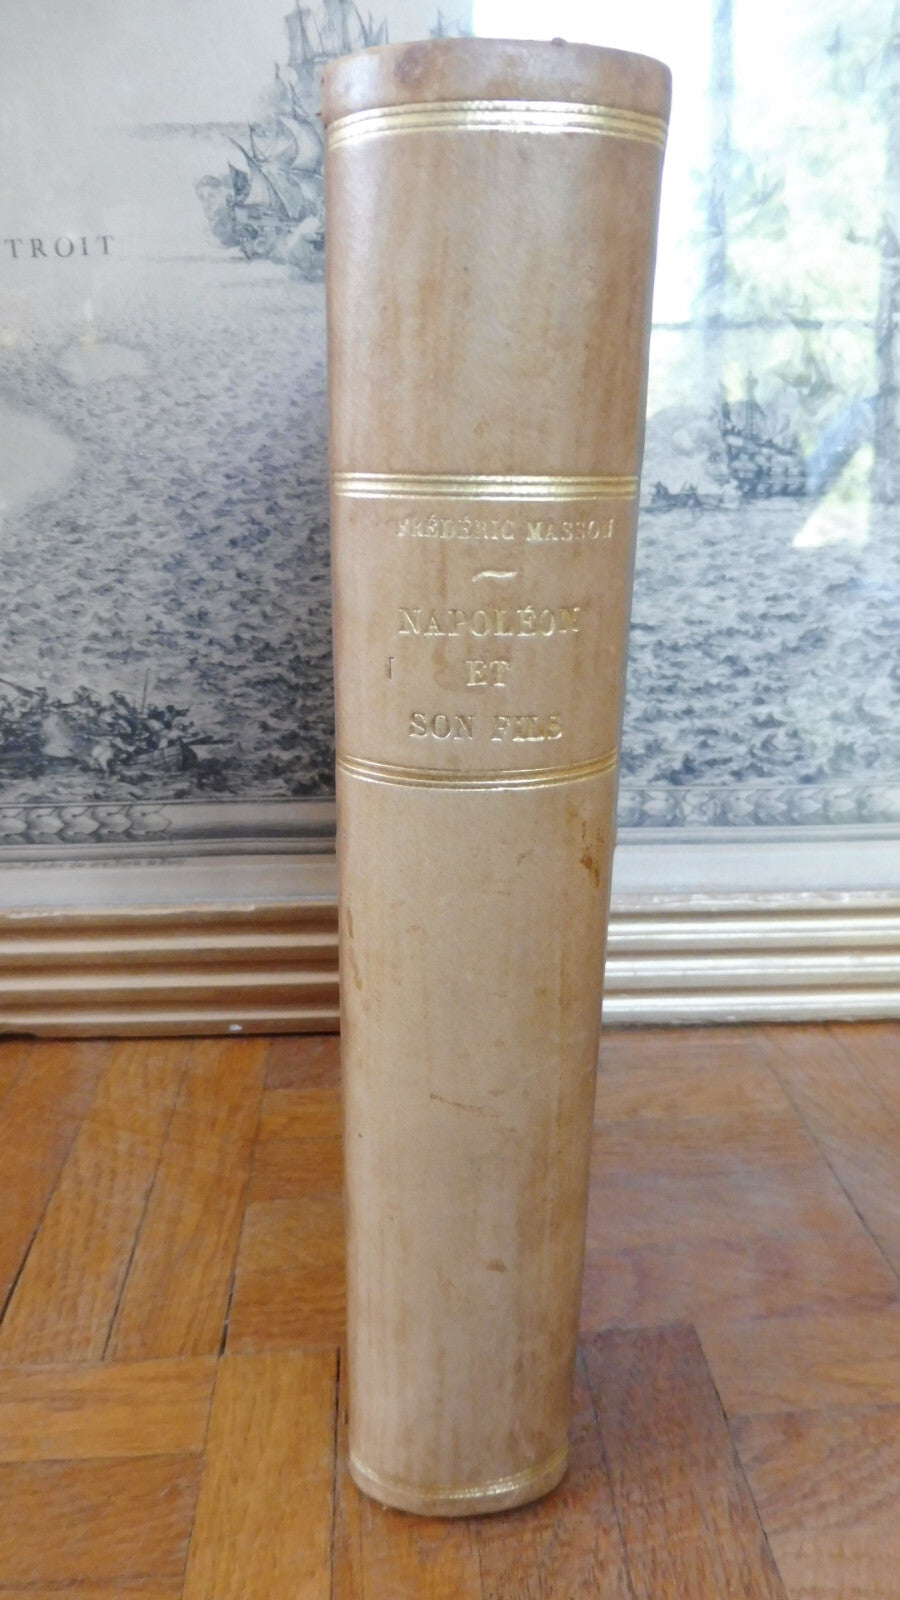 TROIT
FRÉDÉRIC MASSON
NAPOLÉON
ET
SON FILS